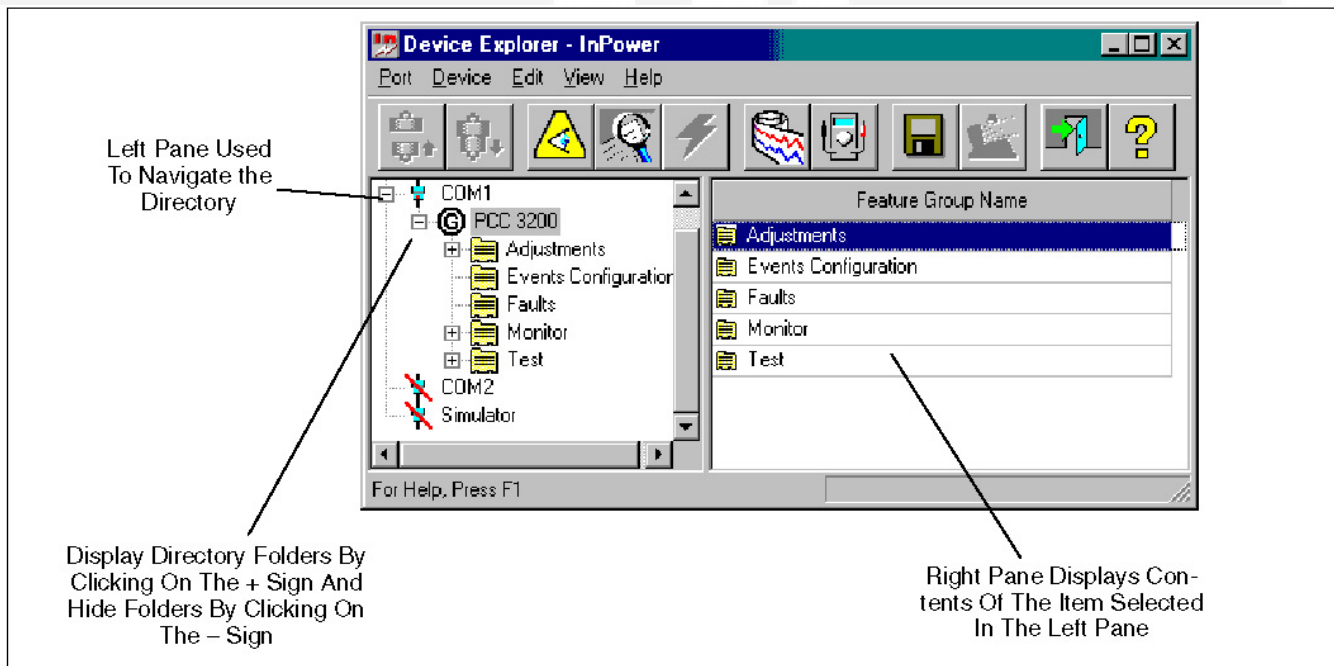 Device Explorer - InPower
Port Device Edit View Help
Left Pane Used
To Navigate the
Directory
COM1
PCC 3200
Adjustments
Events Configuration
Faults
Monitor
Test
COM2
Simulator
Feature Group Name
Adjustments
Events Configuration
Faults
Monitor
Test
For Help, Press F1
Display Directory Folders By
Clicking On The + Sign And
Hide Folders By Clicking On
The – Sign
Right Pane Displays Con-
tents Of The Item Selected
In The Left Pane